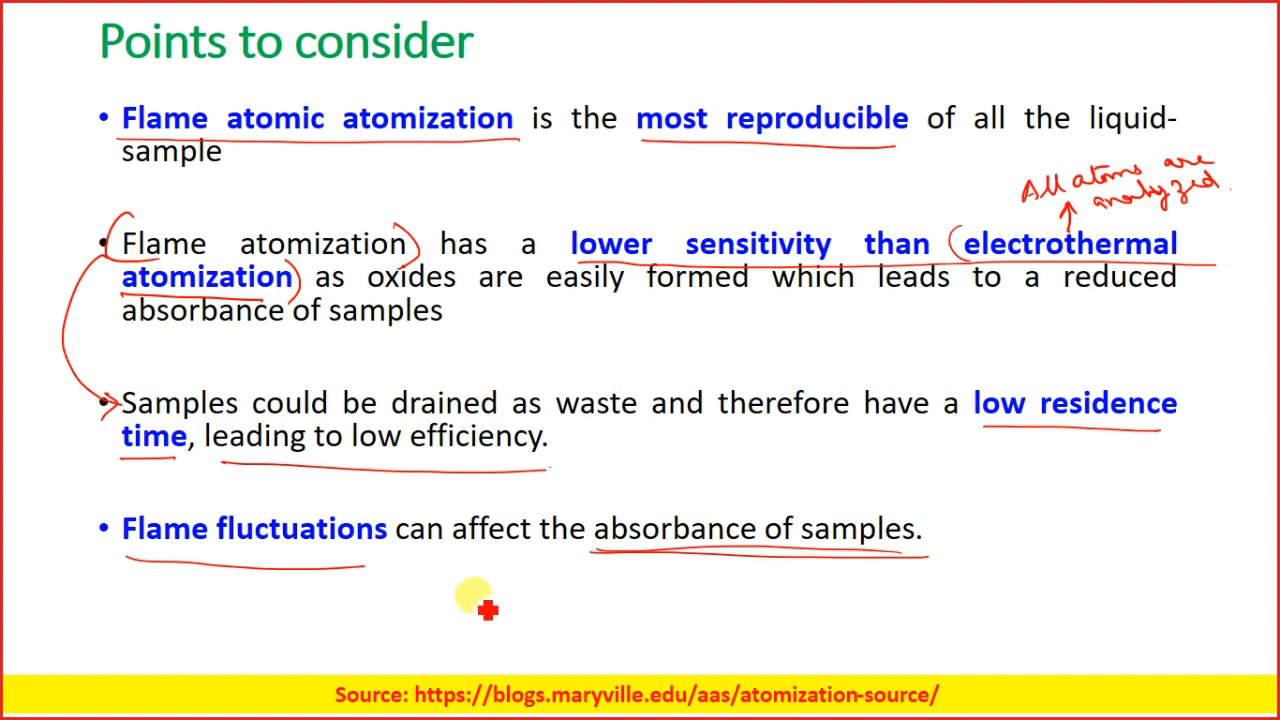 Points to consider
• Flame atomic atomization is the most reproducible of all the liquid-
sample
All atoms are
analyzed.
• Flame atomization has a lower sensitivity than electrothermal
atomization as oxides are easily formed which leads to a reduced
absorbance of samples
• Samples could be drained as waste and therefore have a low residence
time, leading to low efficiency.
• Flame fluctuations can affect the absorbance of samples.
Source: https://blogs.maryville.edu/aas/atomization-source/